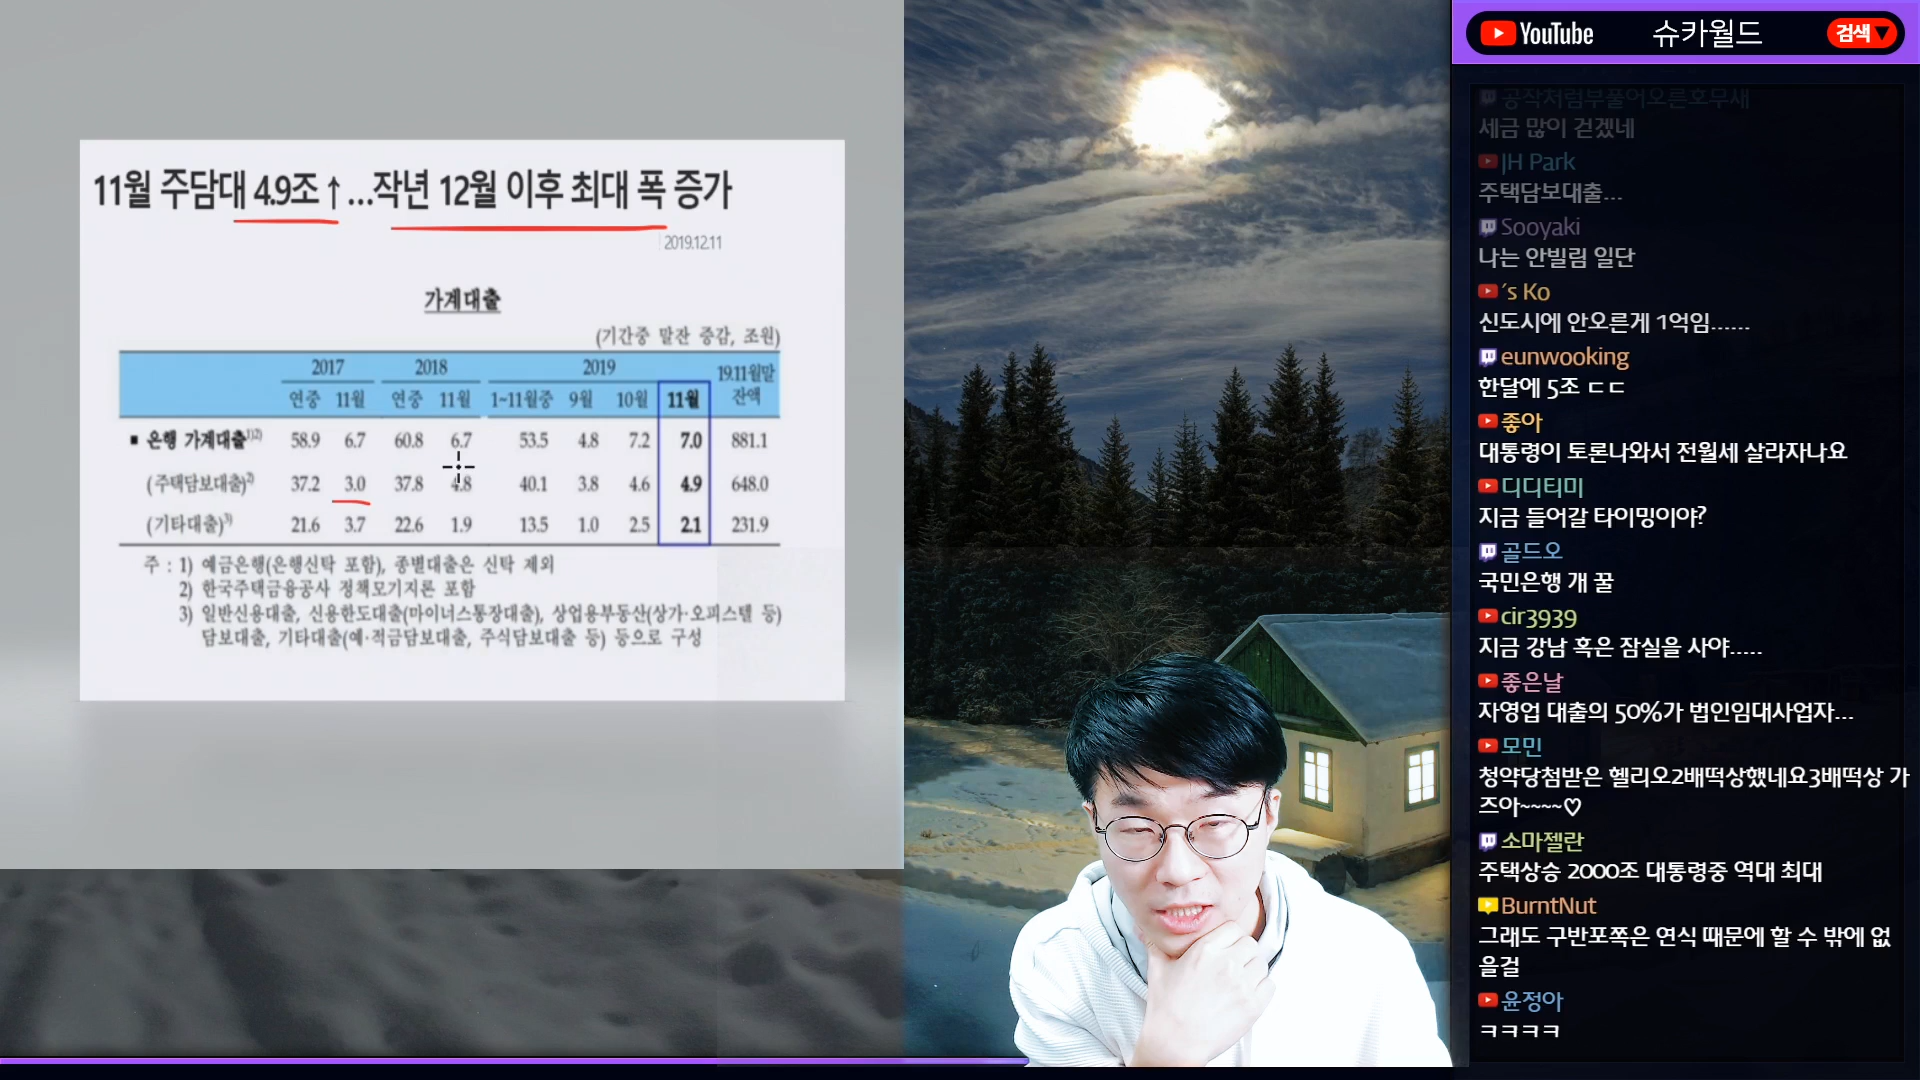 11월 주담대 4.9조↑...작년 12월 이후 최대 폭 증가
2019.12.11
가계대출
(기간중 말잔 증감, 조원)
2017 2018 2019 19.11월말 잔액
연중 11월 연중 11월 1~11월중 9월 10월 11월
■ 은행 가계대출1)2) 58.9 6.7 60.8 6.7 53.5 4.8 7.2 7.0 881.1
(주택담보대출)2) 37.2 3.0 37.8 4.8 40.1 3.8 4.6 4.9 648.0
(기타대출)3) 21.6 3.7 22.6 1.9 13.5 1.0 2.5 2.1 231.9
주 : 1) 예금은행(은행신탁 포함), 종별대출은 신탁 제외
2) 한국주택금융공사 정책모기지론 포함
3) 일반신용대출, 신용한도대출(마이너스통장대출), 상업용부동산(상가·오피스텔 등)
담보대출, 기타대출(예·적금담보대출, 주식담보대출 등) 등으로 구성
YouTube 슈카월드 검색▼
공작처럼부풀어오른호무새
세금 많이 걷겠네
JH Park
주택담보대출...
Sooyaki
나는 안빌림 일단
's Ko
신도시에 안오른게 1억임......
eunwooking
한달에 5조 ㄷㄷ
좋아
대통령이 토론나와서 전월세 살라자나요
디디티미
지금 들어갈 타이밍이야?
골드오
국민은행 개 꿀
cir3939
지금 강남 혹은 잠실을 사야.....
좋은날
자영업 대출의 50%가 법인임대사업자...
모민
청약당첨받은 헬리오2배떡상했네요3배떡상 가
즈아~~~~♡
소마젤란
주택상승 2000조 대통령중 역대 최대
BurntNut
그래도 구반포쪽은 연식 때문에 할 수 밖에 없
을걸
윤정아
ㅋㅋㅋㅋ